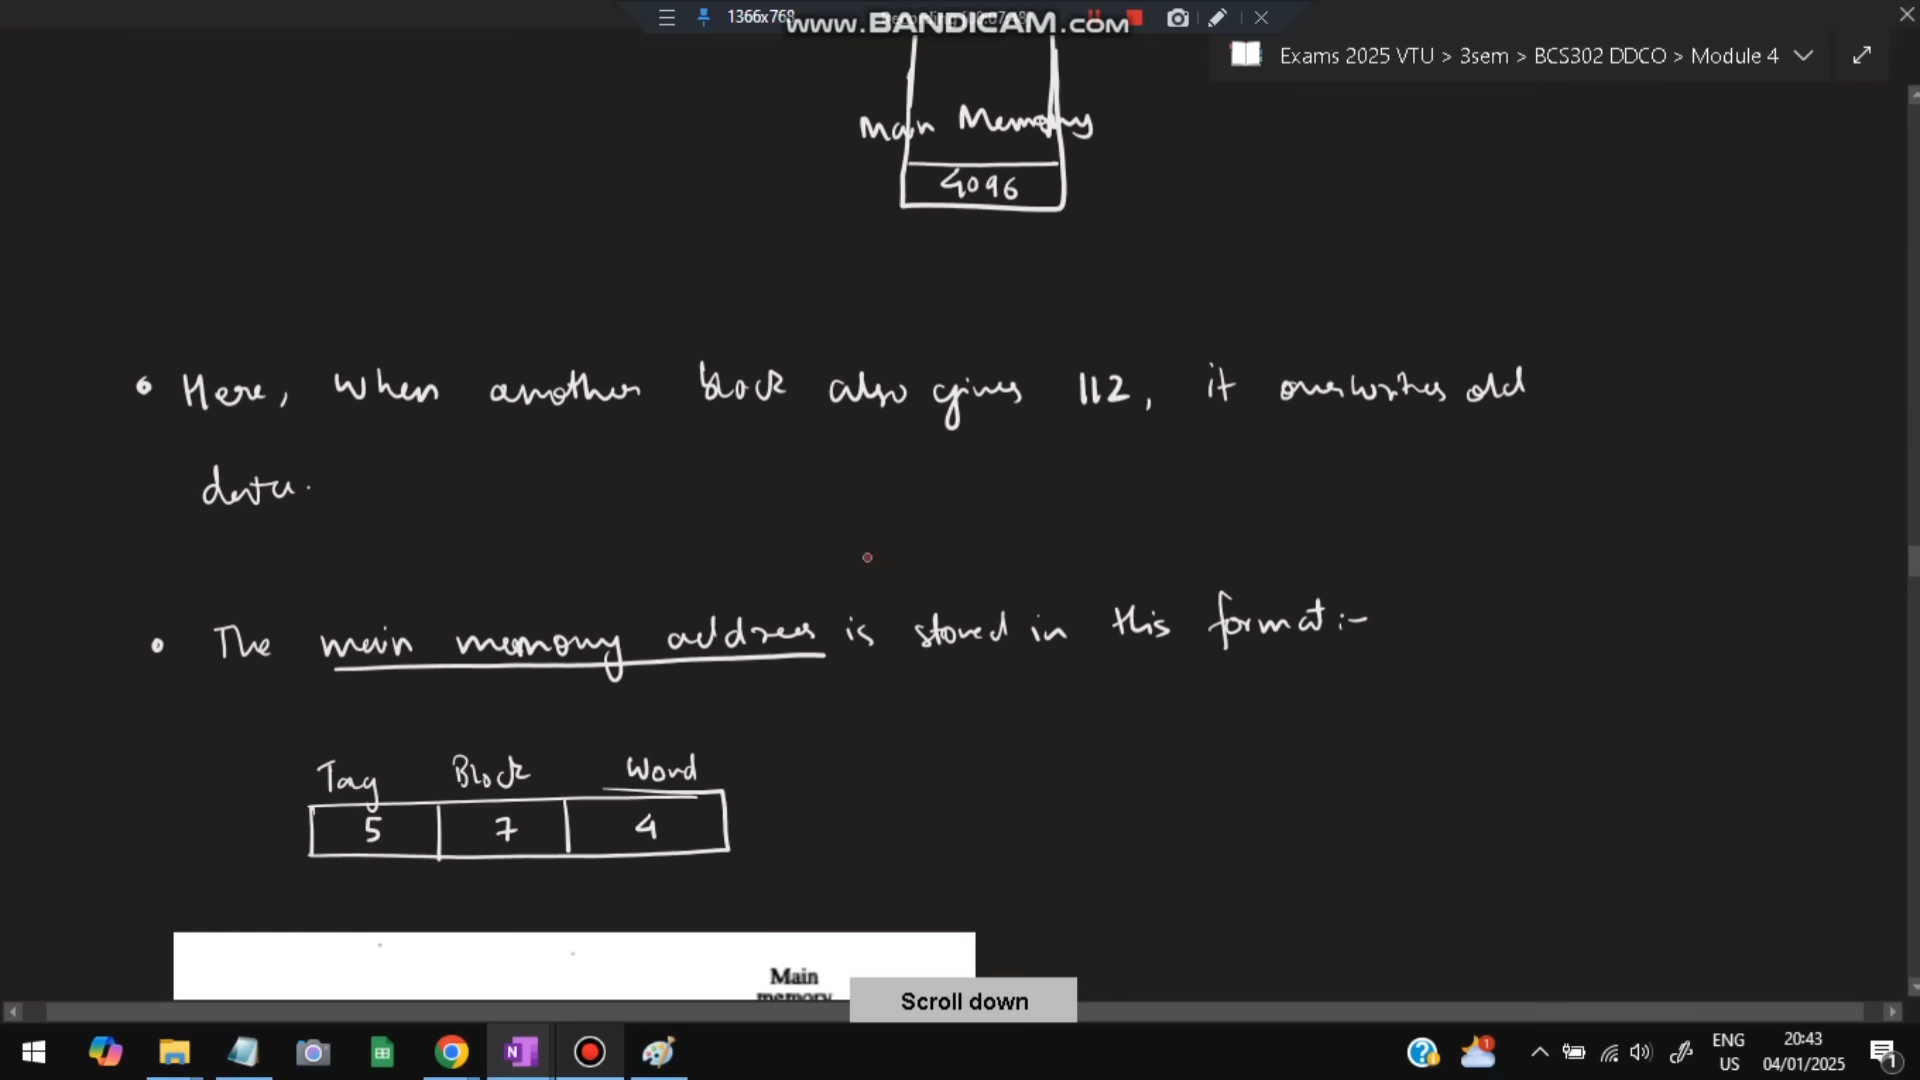 1366x768
www.BANDICAM.com
Exams 2025 VTU > 3sem > BCS302 DDCO > Module 4
Main Memory
4096
Here, when another block also gives 112, it overwrites old
data.
The main memory address is stored in this format :-
Tag Block Word
5 7 4
Main
memory
Scroll down
ENG
US
20:43
04/01/2025